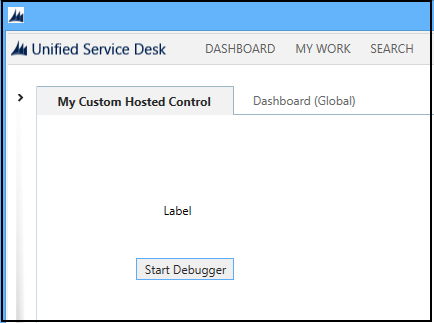 Unified Service Desk DASHBOARD MY WORK SEARCH
My Custom Hosted Control Dashboard (Global)
Label
Start Debugger